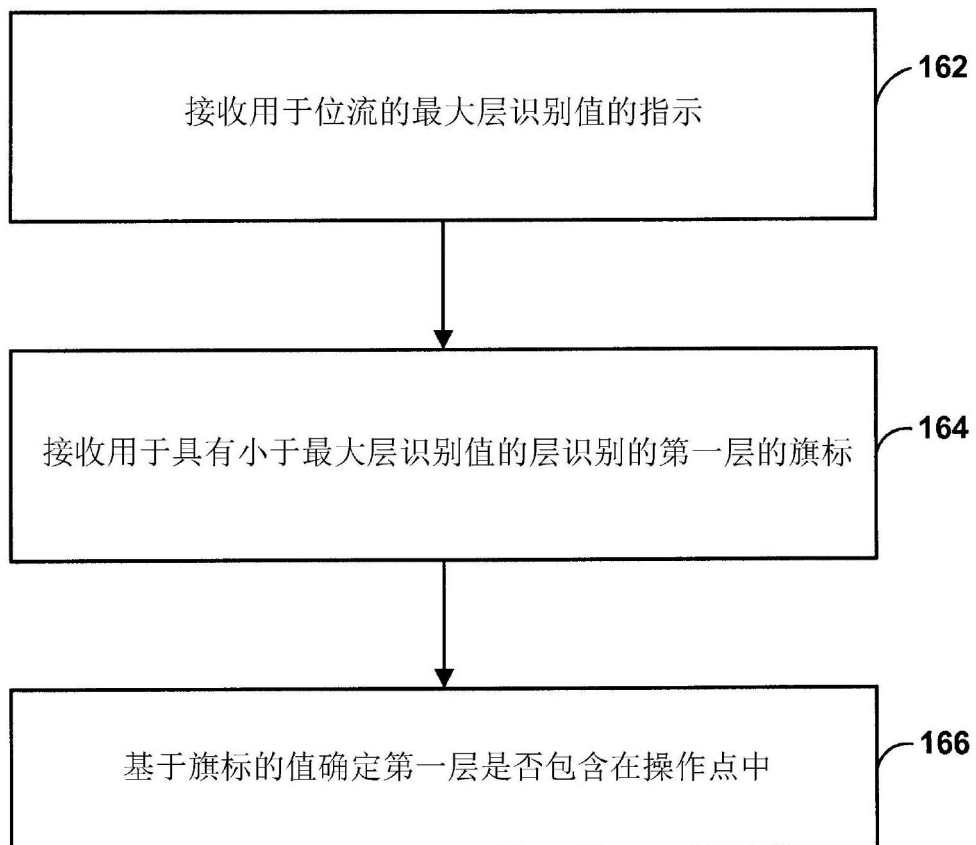 接收用于位流的最大层识别值的指示
162
接收用于具有小于最大层识别值的层识别的第一层的旗标
164
基于旗标的值确定第一层是否包含在操作点中
166